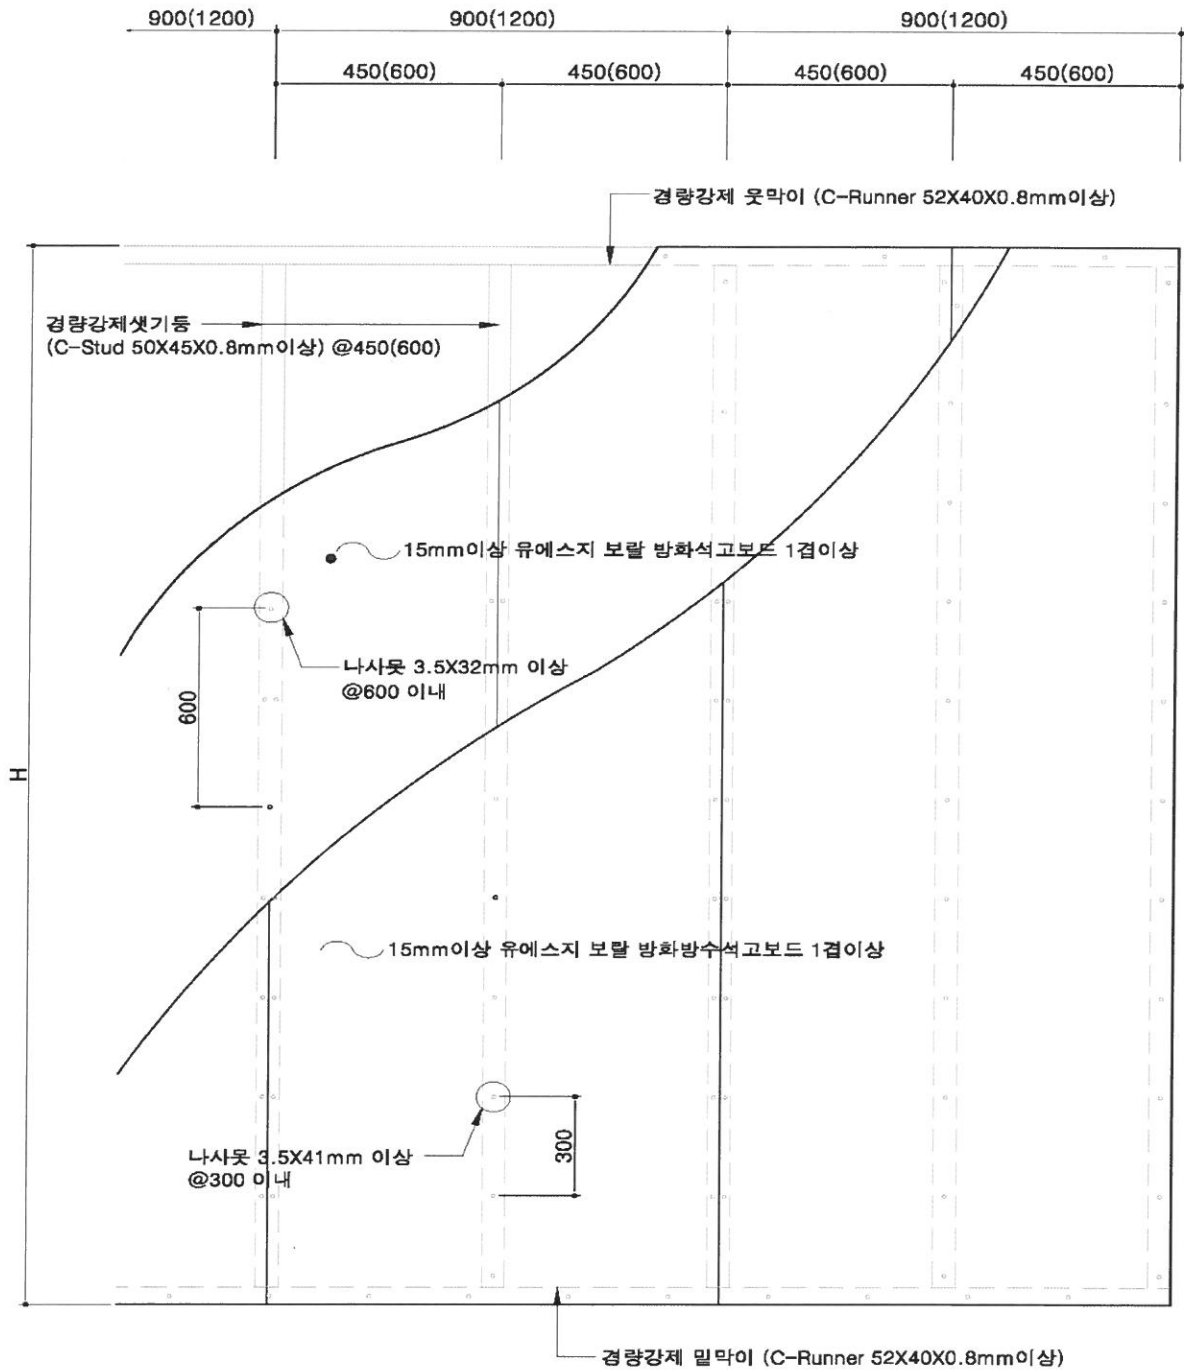 900(1200)
900(1200)
900(1200)
450(600)
450(600)
450(600)
450(600)
경량강제 웃막이 (C-Runner 52X40X0.8mm이상)
경량강제샛기둥
(C-Stud 50X45X0.8mm이상) @450(600)
15mm이상 유에스지 보랄 방화석고보드 1겹이상
나사못 3.5X32mm 이상
@600 이내
600
H
15mm이상 유에스지 보랄 방화방수석고보드 1겹이상
나사못 3.5X41mm 이상
@300 이내
300
경량강제 밑막이 (C-Runner 52X40X0.8mm이상)